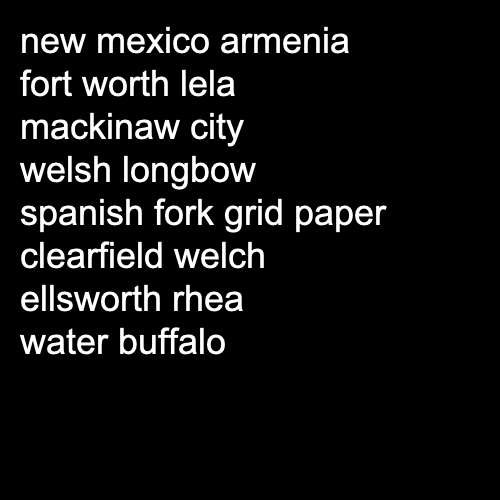 new mexico armenia
fort worth lela
mackinaw city
welsh longbow
spanish fork grid paper
clearfield welch
ellsworth rhea
water buffalo